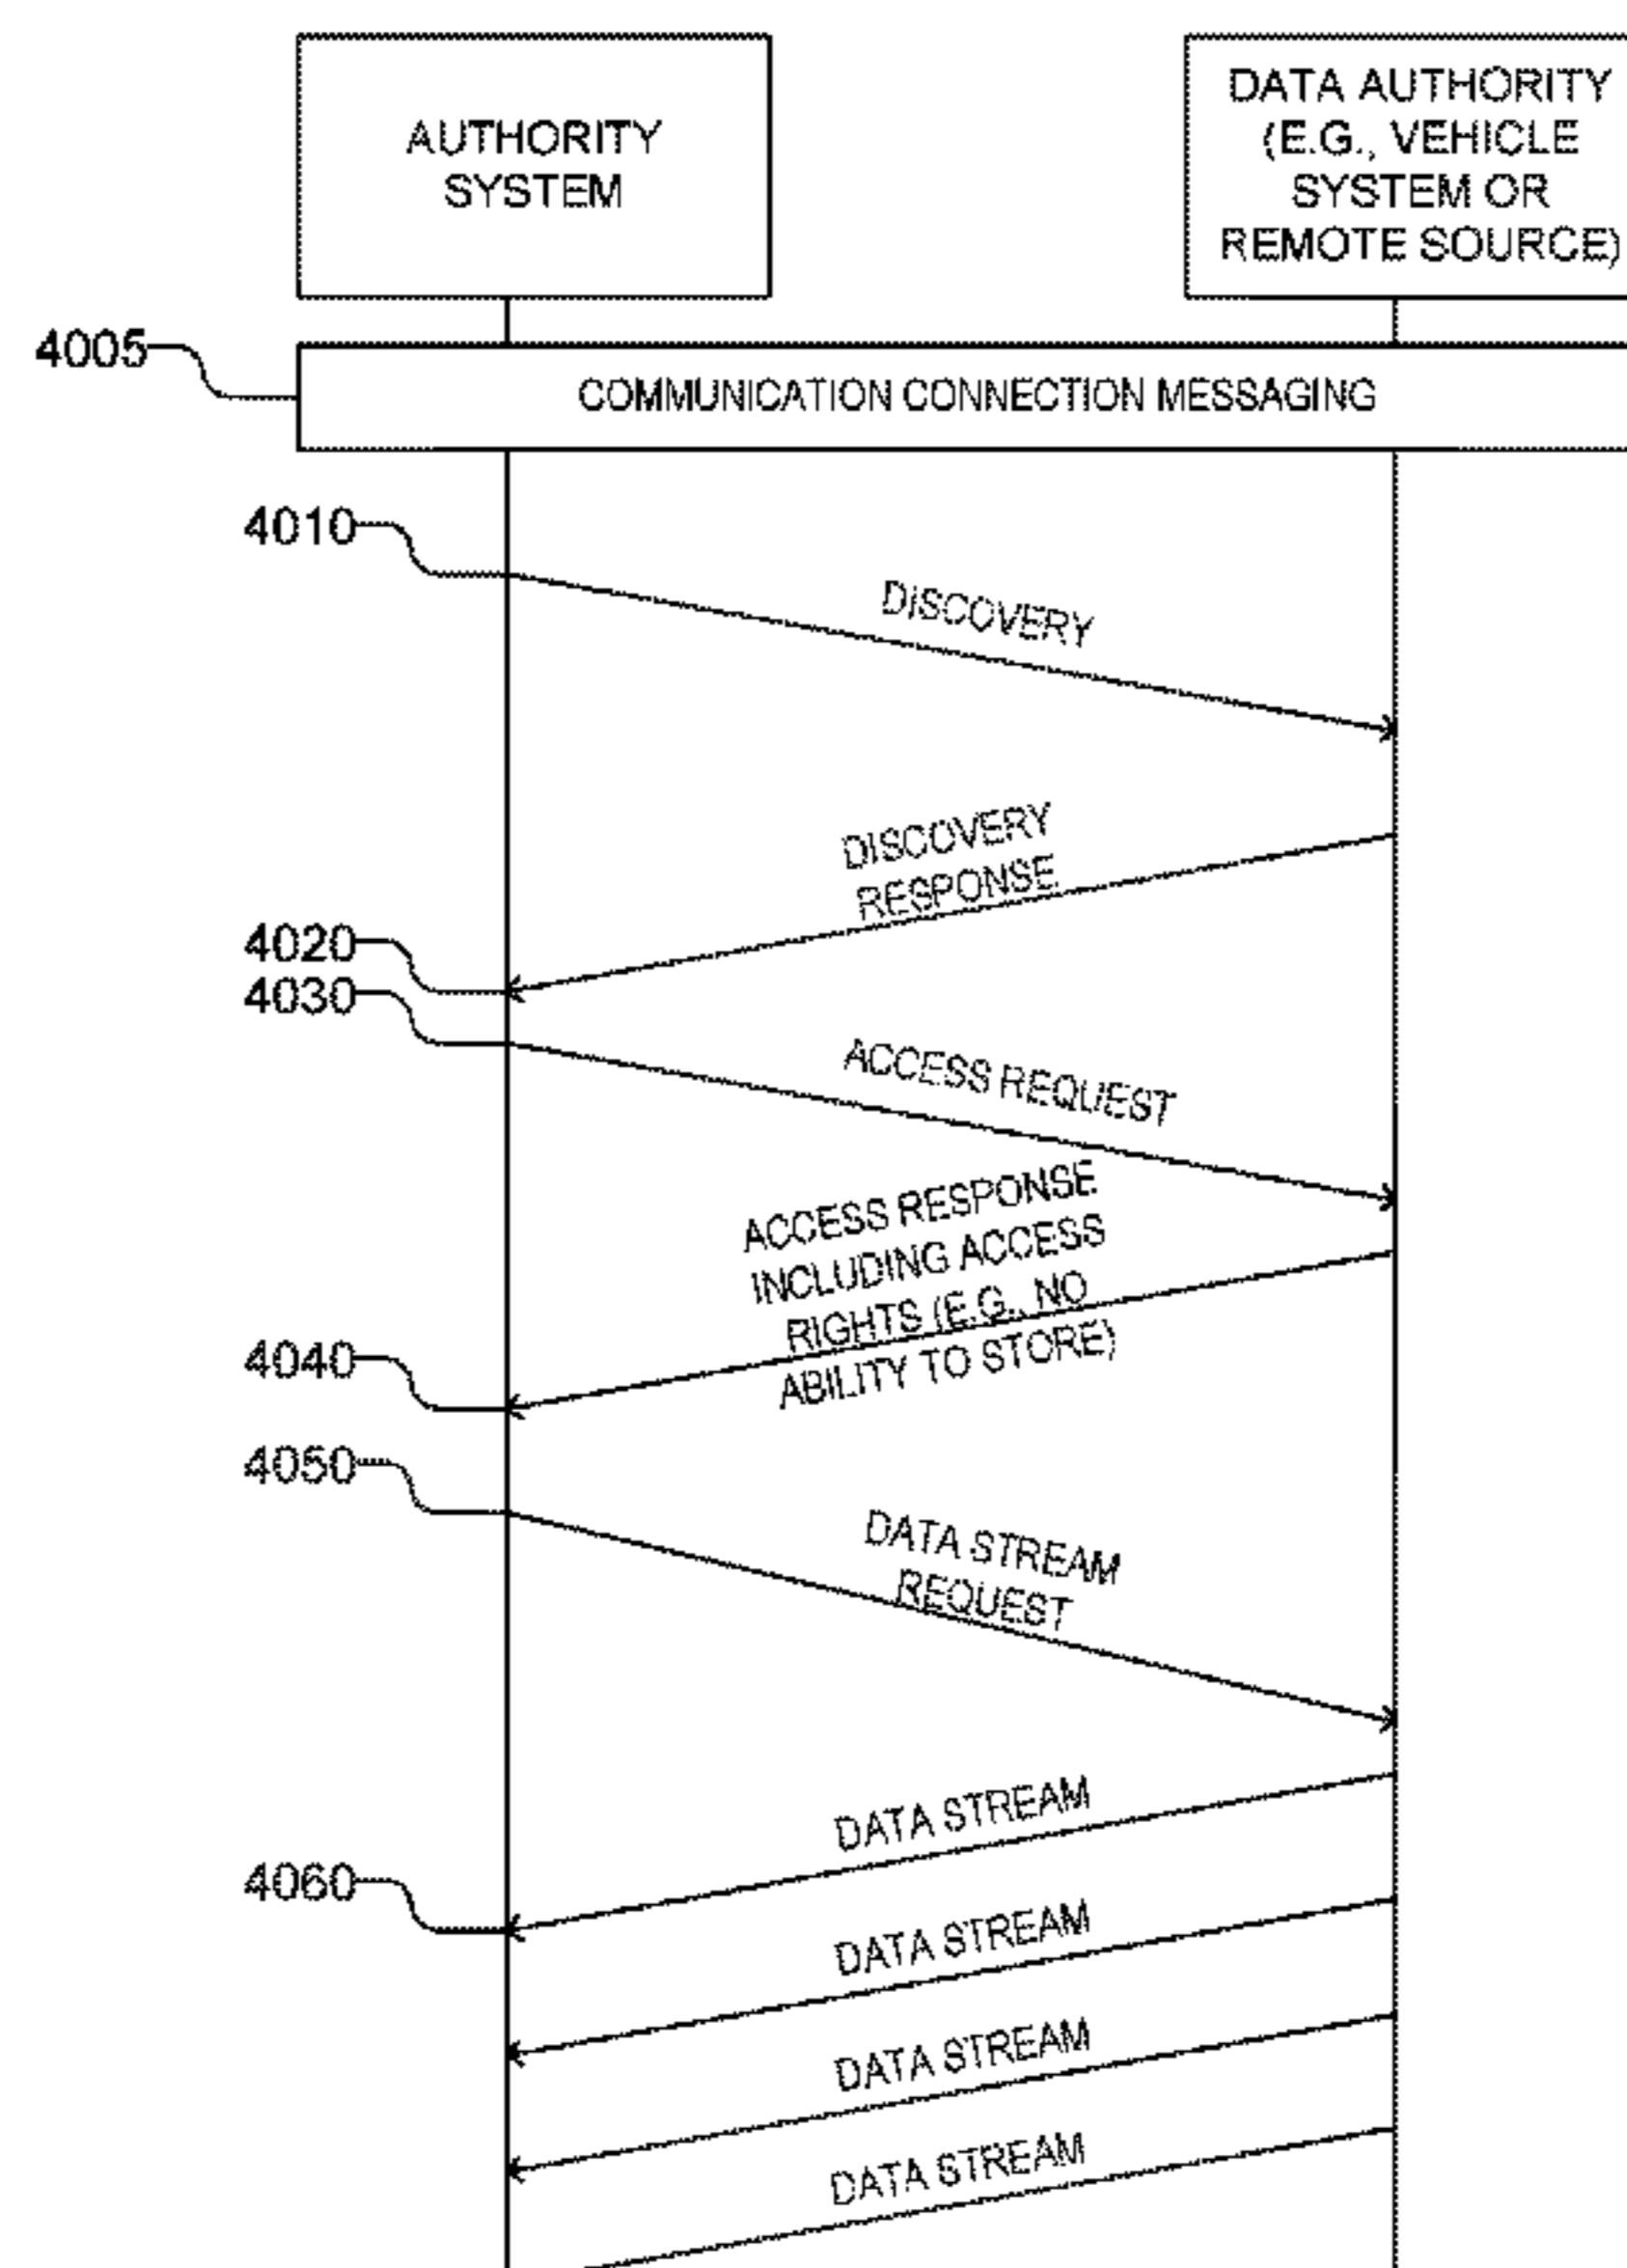 AUTHORITY
SYSTEM
DATA AUTHORITY
(E.G., VEHICLE
SYSTEM OR
REMOTE SOURCE)
4005
COMMUNICATION CONNECTION MESSAGING
4010
DISCOVERY
DISCOVERY
RESPONSE
4020
4030
ACCESS REQUEST
ACCESS RESPONSE
INCLUDING ACCESS
RIGHTS (E.G., NO
ABILITY TO STORE)
4040
4050
DATA STREAM
REQUEST
DATA STREAM
4060
DATA STREAM
DATA STREAM
DATA STREAM